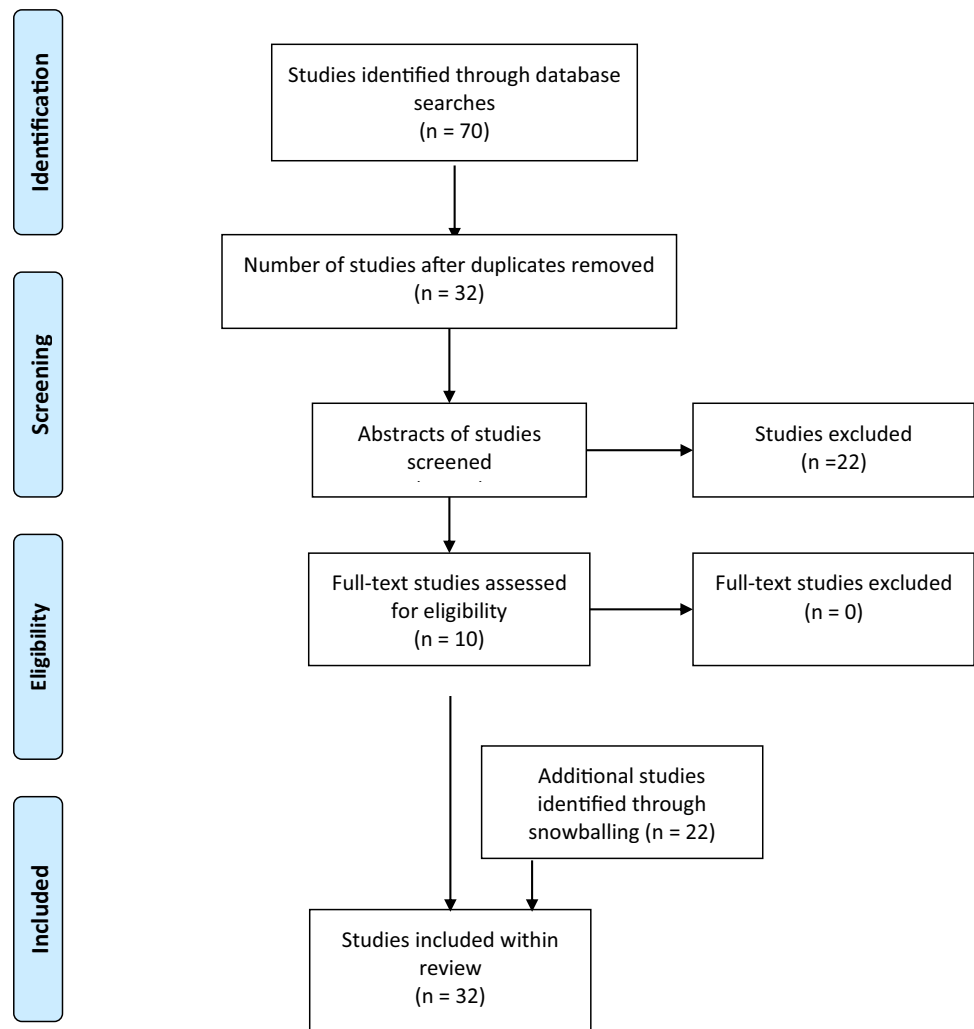 Identification
Studies identified through database
searches
(n = 70)
Number of studies after duplicates removed
(n = 32)
Screening
Abstracts of studies
screened
Studies excluded
(n =22)
Eligibility
Full-text studies assessed
for eligibility
(n = 10)
Full-text studies excluded
(n = 0)
Additional studies
identified through
snowballing (n = 22)
Included
Studies included within
review
(n = 32)